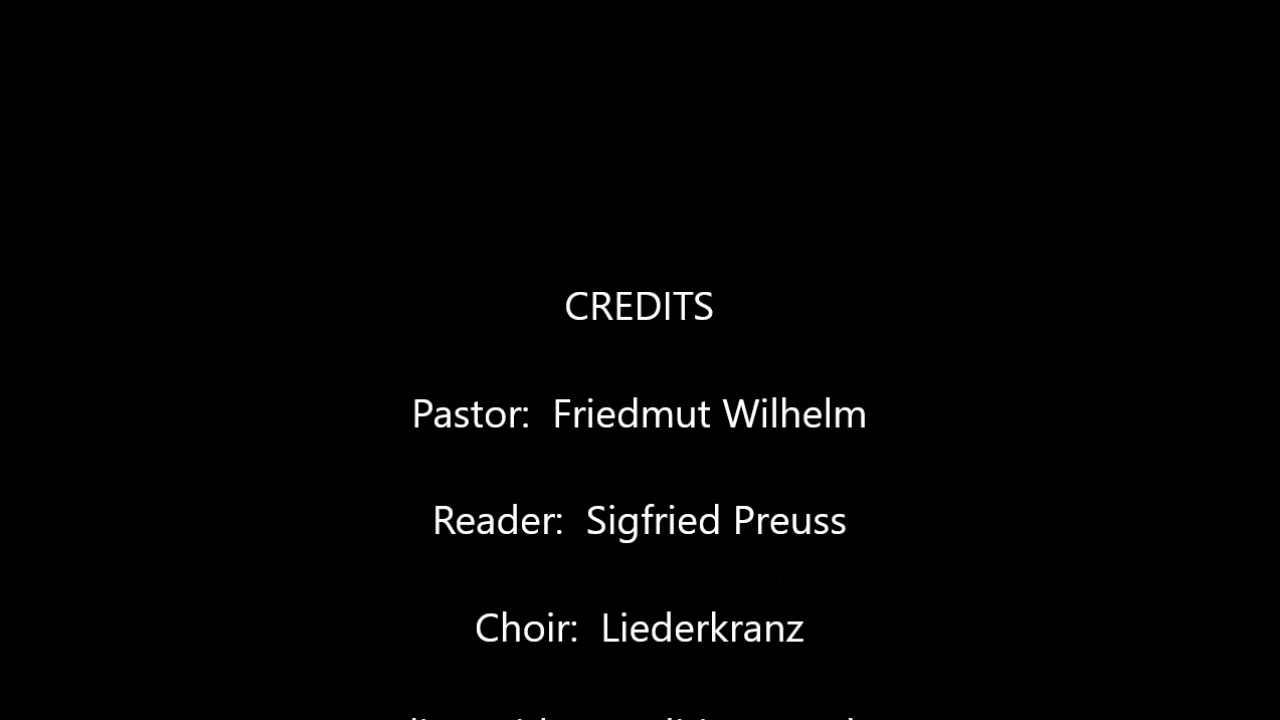 CREDITS
Pastor:  Friedmut Wilhelm
Reader:  Sigfried Preuss
Choir:  Liederkranz